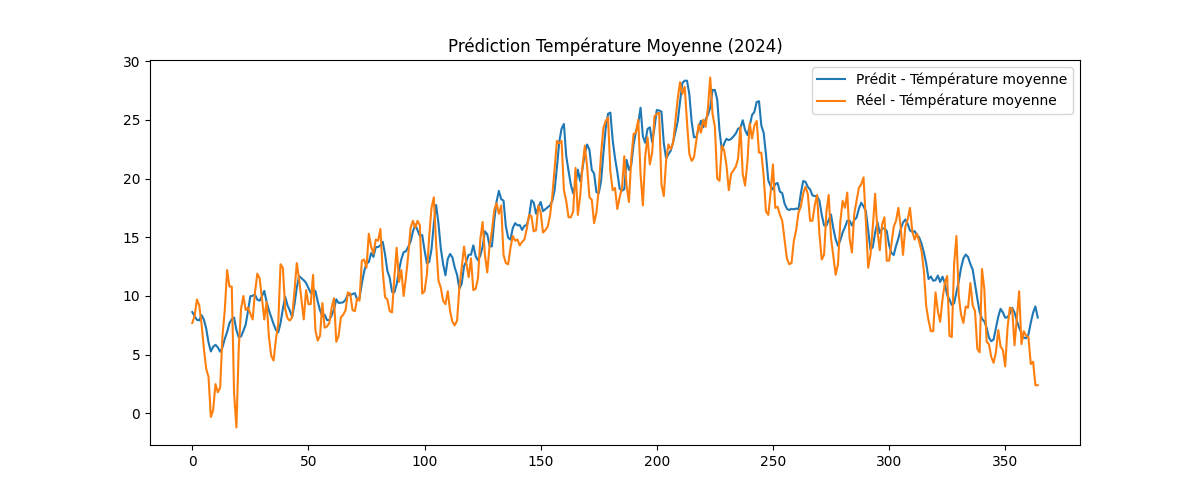 Prédiction Température Moyenne (2024)
30
25
20
15
10
5
0
Prédit - Témpérature moyenne
Réel - Témpérature moyenne
0 50 100 150 200 250 300 350